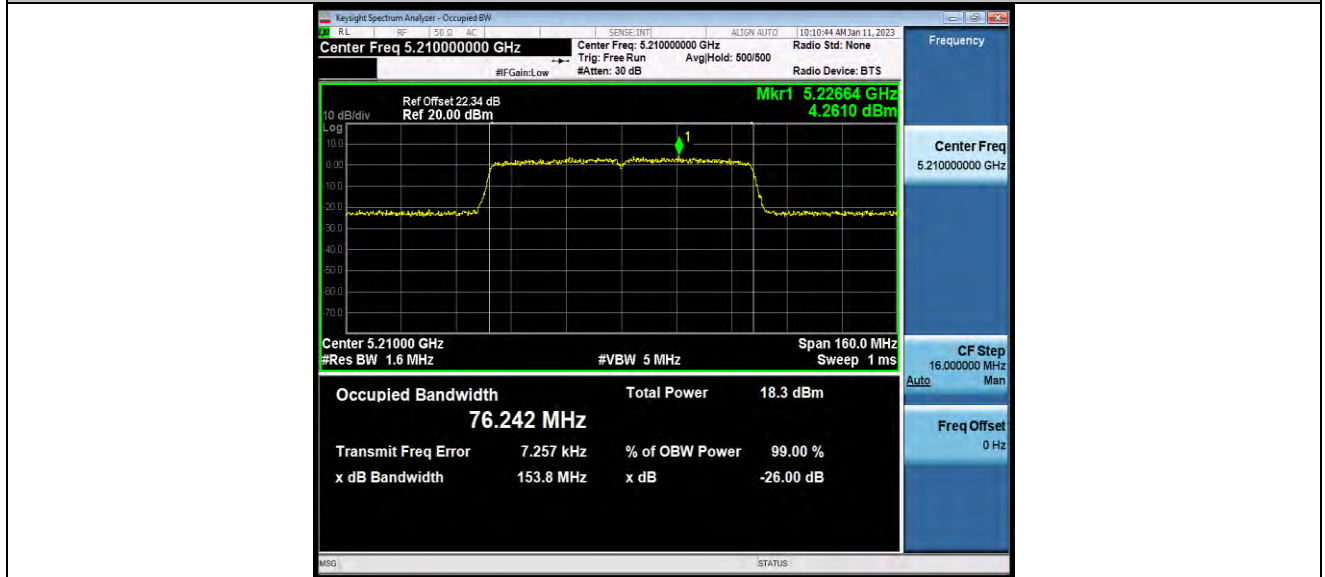 Keysight Spectrum Analyzer - Occupied BW
RL RF 50 Ω AC SENSE:INT ALIGN AUTO 10:10:44 AM Jan 11, 2023
Center Freq 5.210000000 GHz
Center Freq: 5.210000000 GHz Radio Std: None
Trig: Free Run Avg|Hold: 500/500
#IFGain:Low #Atten: 30 dB Radio Device: BTS
Frequency
Mkr1 5.22664 GHz
4.2610 dBm
Ref Offset 22.34 dB
10 dB/div Ref 20.00 dBm
Log
10.0
0.00
-10.0
-20.0
-30.0
-40.0
-50.0
-60.0
-70.0
1
Center Freq
5.210000000 GHz
Center 5.21000 GHz Span 160.0 MHz
#Res BW 1.6 MHz #VBW 5 MHz Sweep 1 ms
CF Step
16.000000 MHz
Auto Man
Occupied Bandwidth Total Power 18.3 dBm
76.242 MHz
Transmit Freq Error 7.257 kHz % of OBW Power 99.00 %
x dB Bandwidth 153.8 MHz x dB -26.00 dB
Freq Offset
0 Hz
MSG STATUS